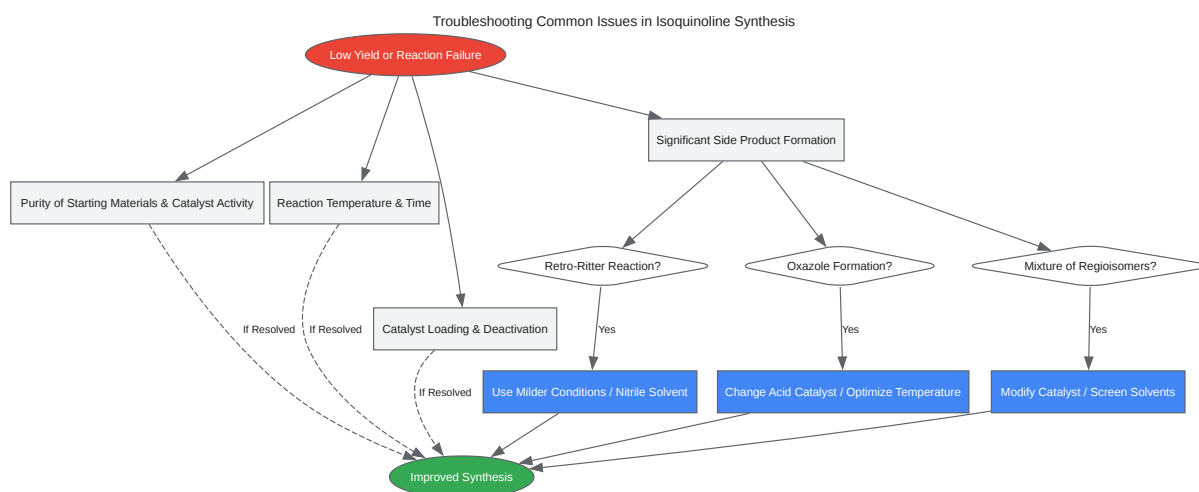 Troubleshooting Common Issues in Isoquinoline Synthesis
Low Yield or Reaction Failure
Significant Side Product Formation
Purity of Starting Materials & Catalyst Activity
Reaction Temperature & Time
Retro-Ritter Reaction?
Oxazole Formation?
Mixture of Regioisomers?
If Resolved
If Resolved
Catalyst Loading & Deactivation
Yes
Yes
Yes
If Resolved
Use Milder Conditions / Nitrile Solvent
Change Acid Catalyst / Optimize Temperature
Modify Catalyst / Screen Solvents
Improved Synthesis